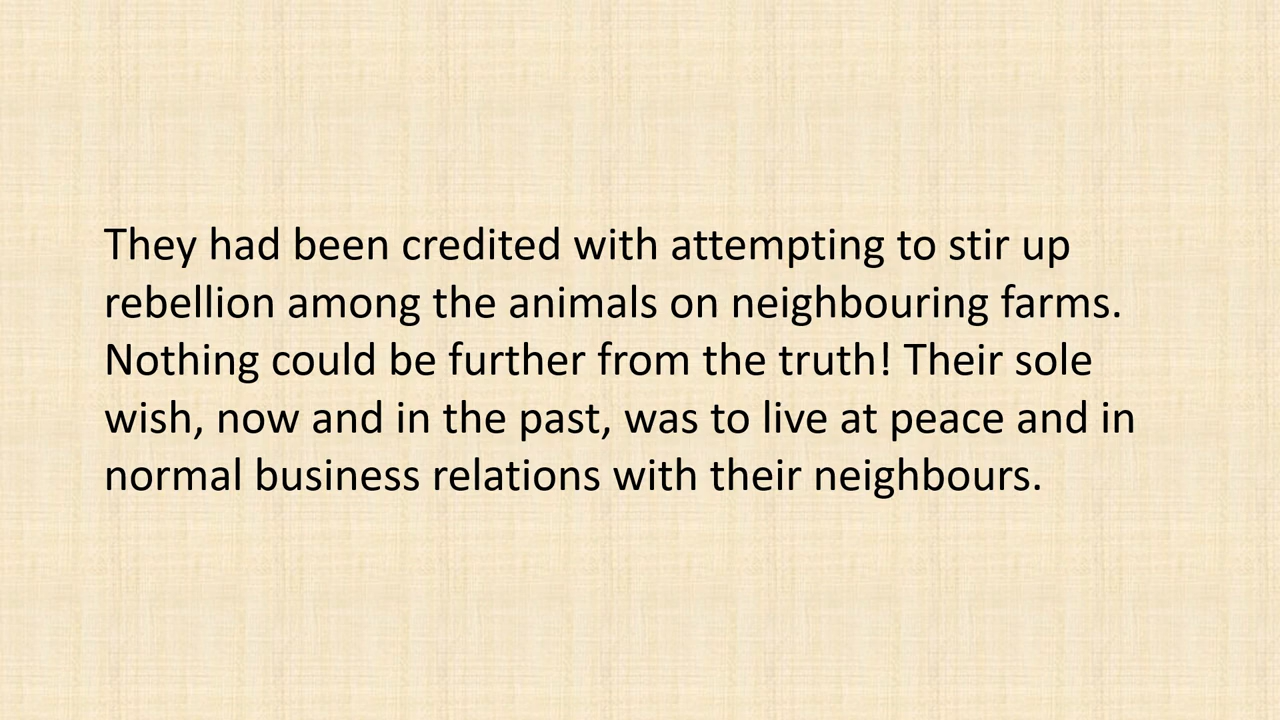 They had been credited with attempting to stir up
rebellion among the animals on neighbouring farms.
Nothing could be further from the truth! Their sole
wish, now and in the past, was to live at peace and in
normal business relations with their neighbours.